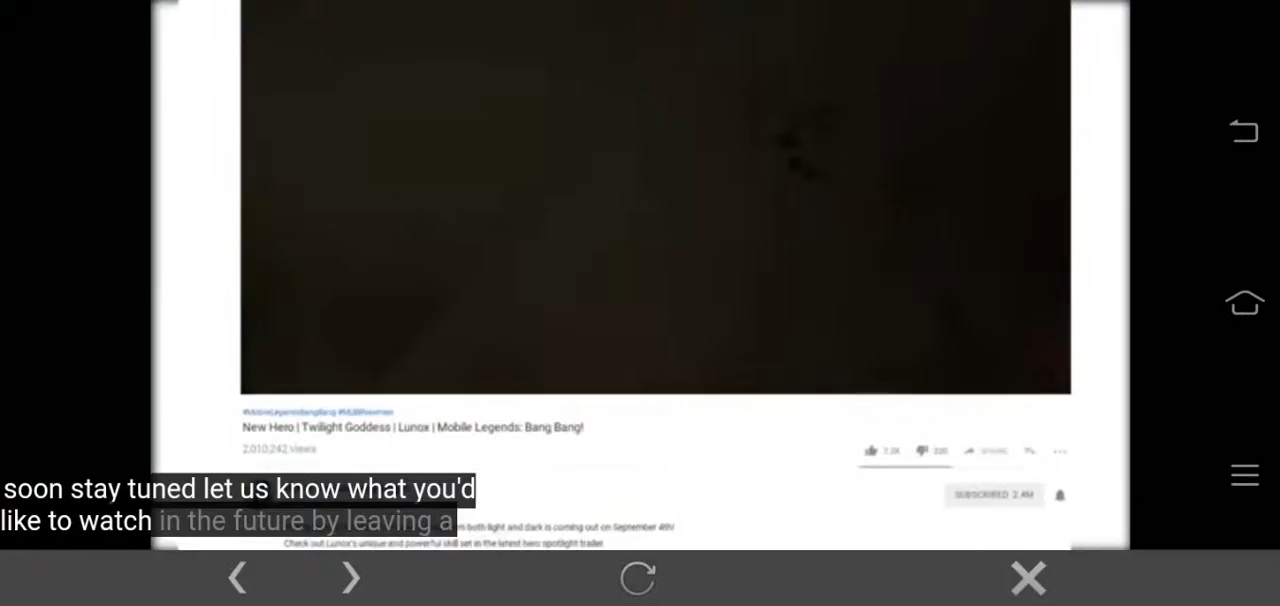 #MobileLegendsBangBang #MLBBNewHero
New Hero | Twilight Goddess | Lunox | Mobile Legends: Bang Bang!
2,010,242 views
SHARE
SUBSCRIBED 2.4M
soon stay tuned let us know what you'd
like to watch in the future by leaving a
both light and dark is coming out on September 4th!
Check out Lunox's unique and powerful skill set in the latest hero spotlight trailer